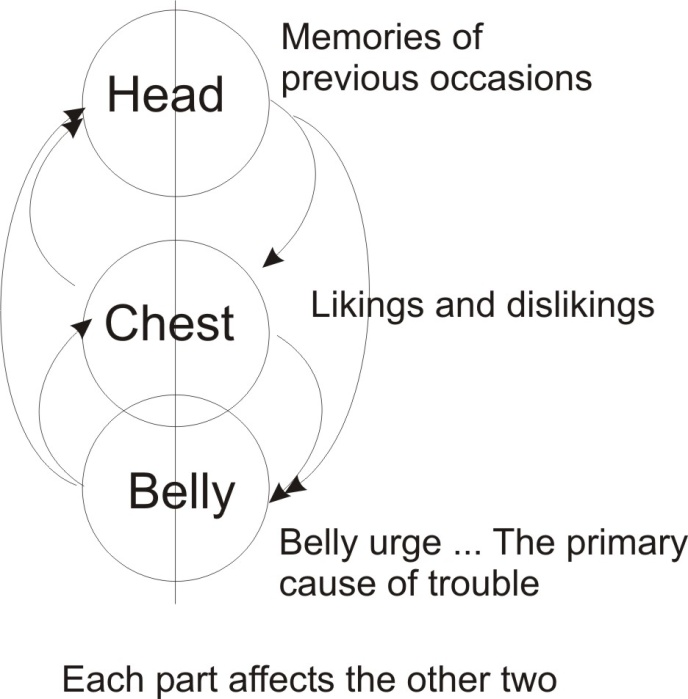 Head
Memories of
previous occasions
Chest
Likings and dislikings
Belly
Belly urge ... The primary
cause of trouble
Each part affects the other two